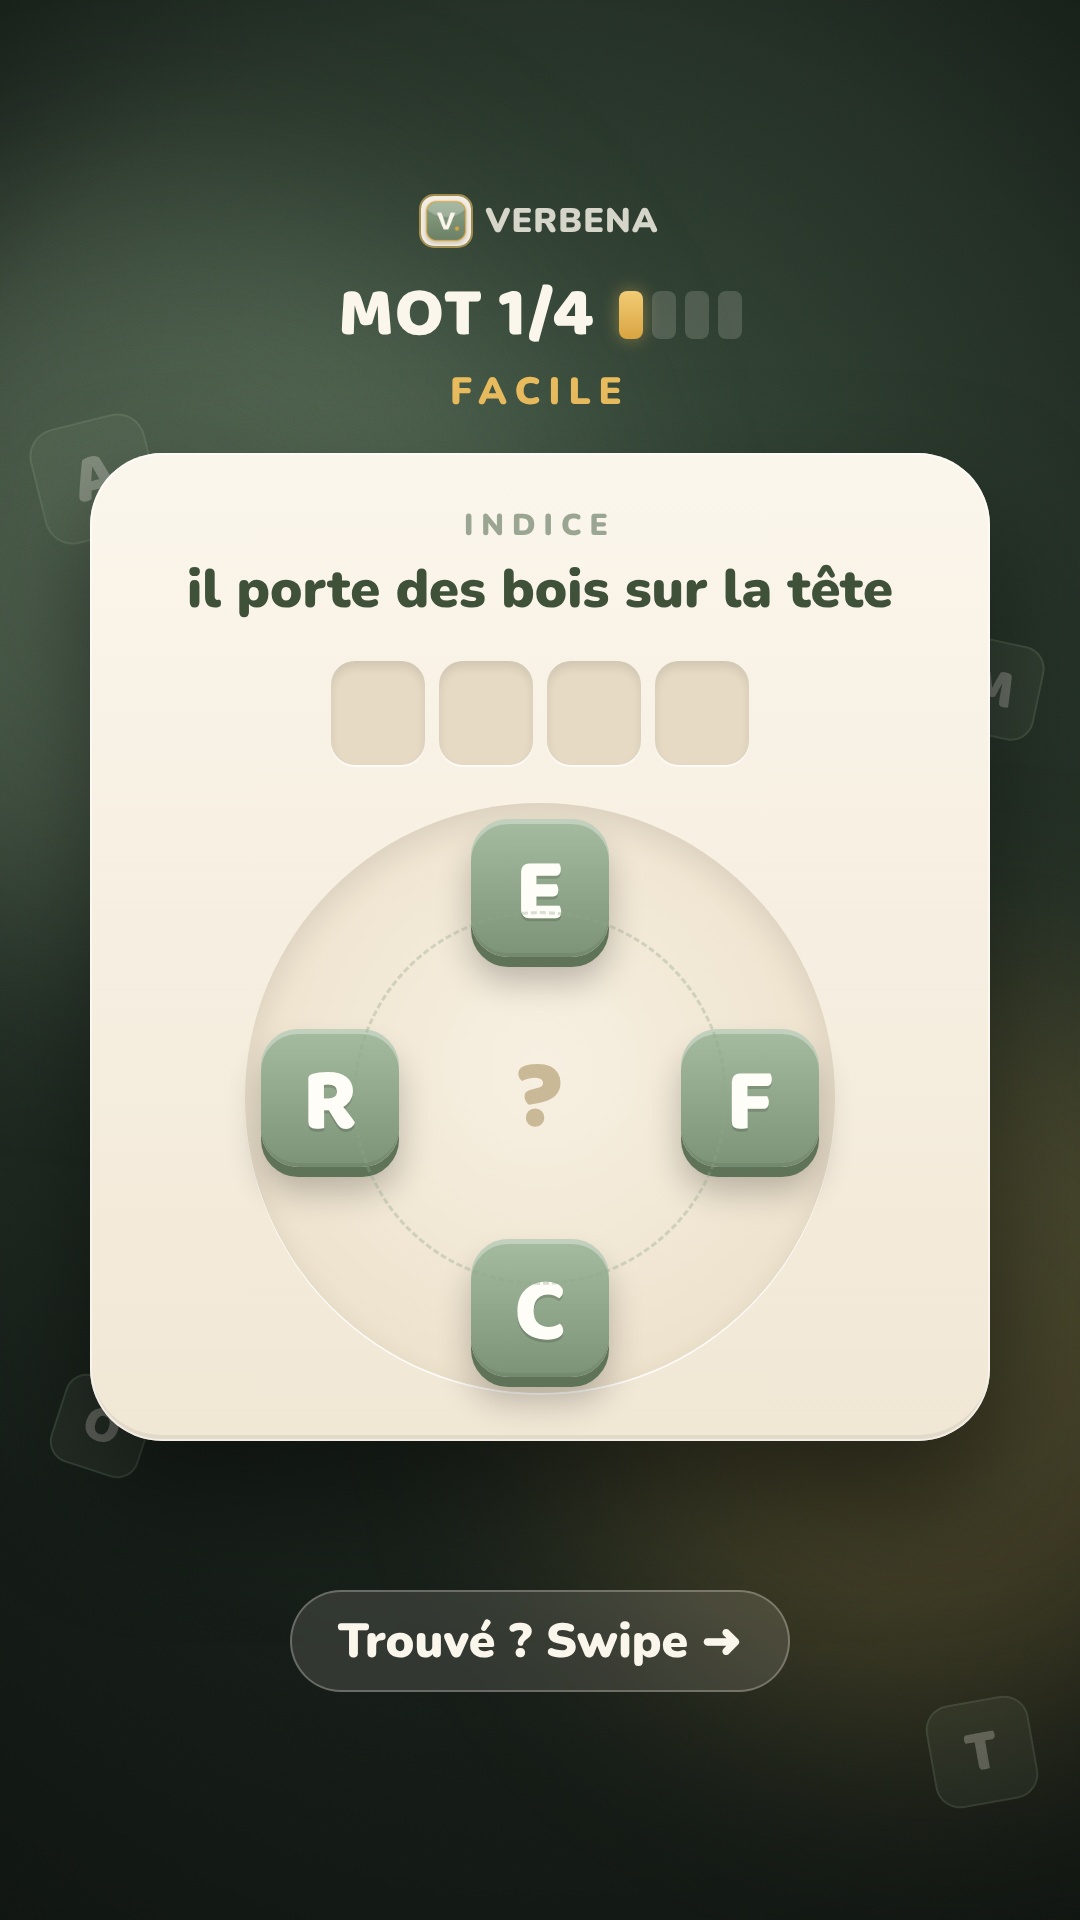 V.
VERBENA
MOT 1/4
FACILE
A
INDICE
il porte des bois sur la tête
M
E
R
?
F
C
O
Trouvé ? Swipe ➜
T